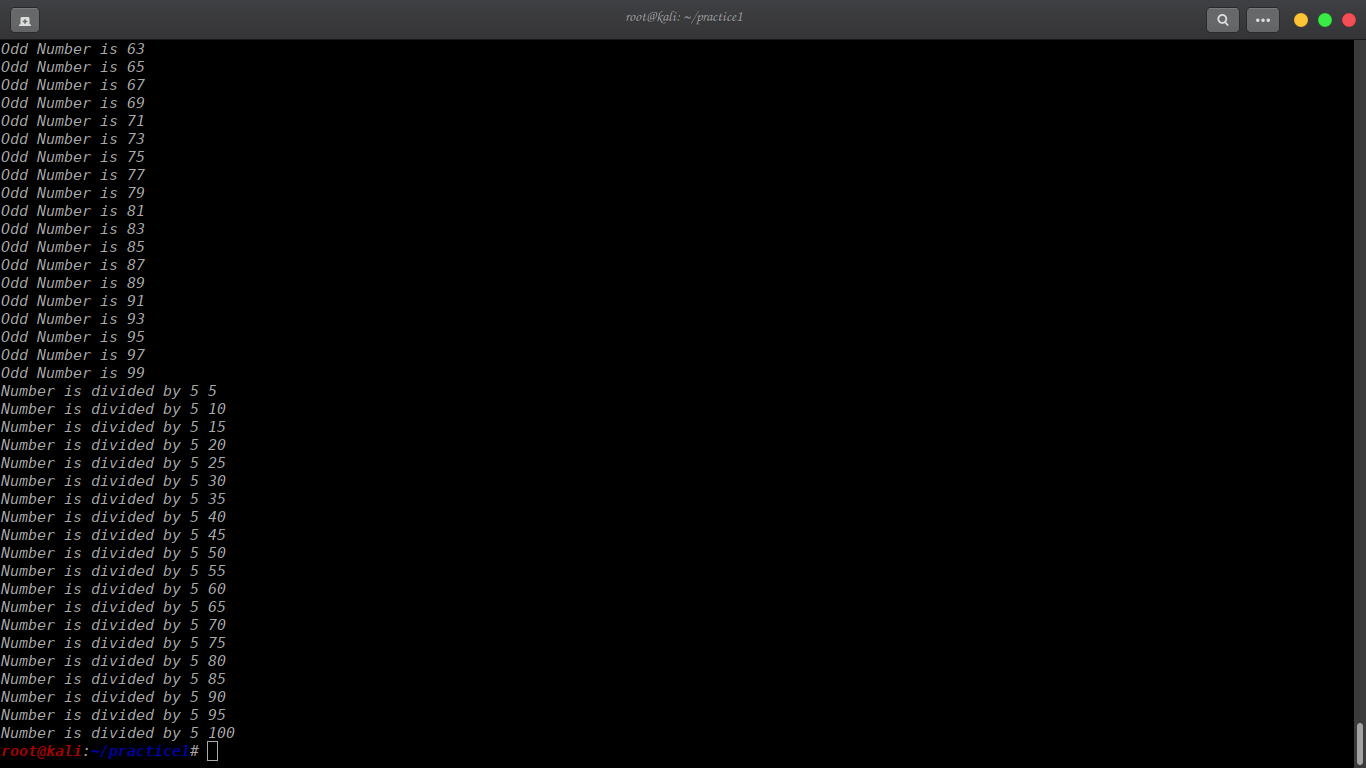 root@kali: ~/practice1
Odd Number is 63
Odd Number is 65
Odd Number is 67
Odd Number is 69
Odd Number is 71
Odd Number is 73
Odd Number is 75
Odd Number is 77
Odd Number is 79
Odd Number is 81
Odd Number is 83
Odd Number is 85
Odd Number is 87
Odd Number is 89
Odd Number is 91
Odd Number is 93
Odd Number is 95
Odd Number is 97
Odd Number is 99
Number is divided by 5 5
Number is divided by 5 10
Number is divided by 5 15
Number is divided by 5 20
Number is divided by 5 25
Number is divided by 5 30
Number is divided by 5 35
Number is divided by 5 40
Number is divided by 5 45
Number is divided by 5 50
Number is divided by 5 55
Number is divided by 5 60
Number is divided by 5 65
Number is divided by 5 70
Number is divided by 5 75
Number is divided by 5 80
Number is divided by 5 85
Number is divided by 5 90
Number is divided by 5 95
Number is divided by 5 100
root@kali:~/practice1#